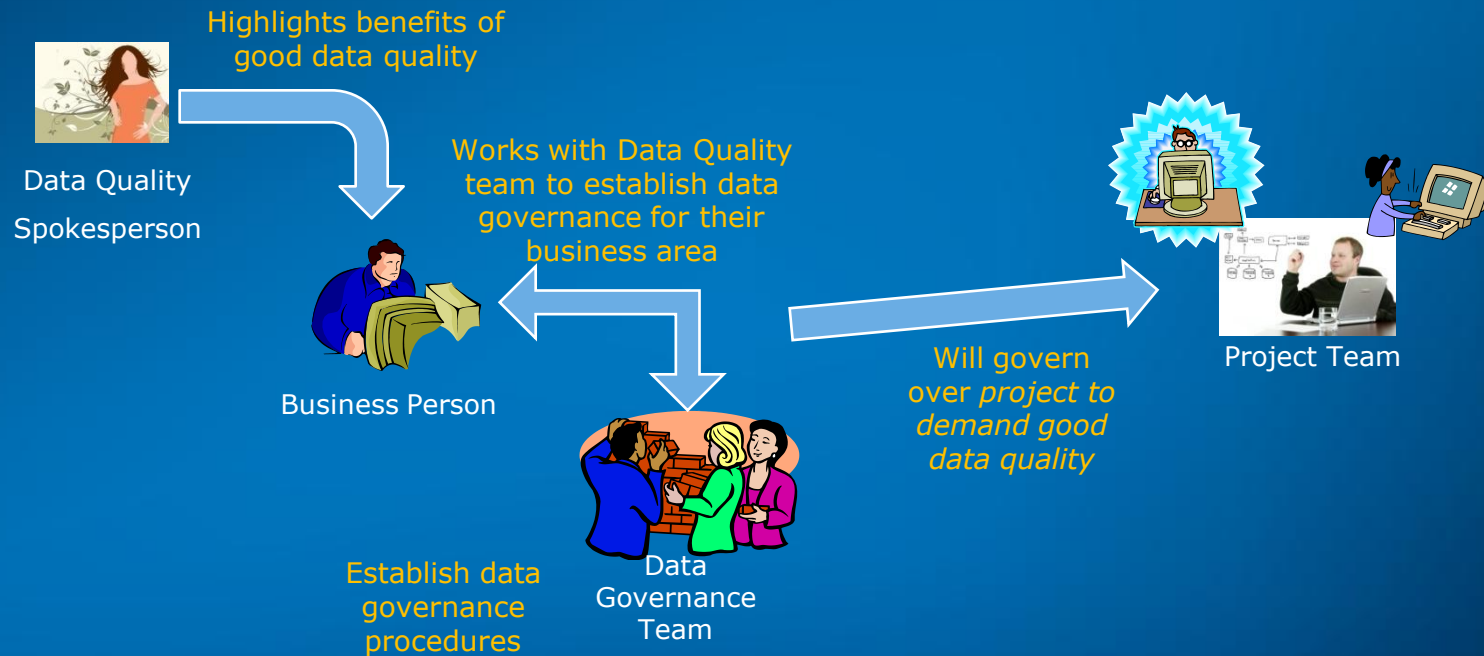 Highlights benefits of
good data quality
Data Quality
Spokesperson
Works with Data Quality
team to establish data
governance for their
business area
Business Person
Will govern
over project to
demand good
data quality
Project Team
Establish data
governance
procedures
Data
Governance
Team